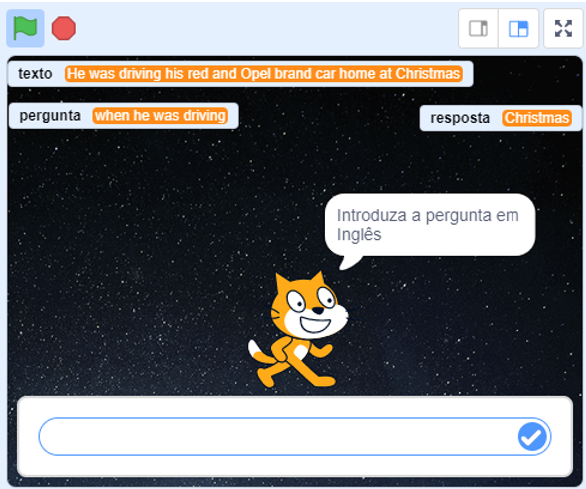 texto He was driving his red and Opel brand car home at Christmas
pergunta when he was driving
resposta Christmas
Introduza a pergunta em
Inglês